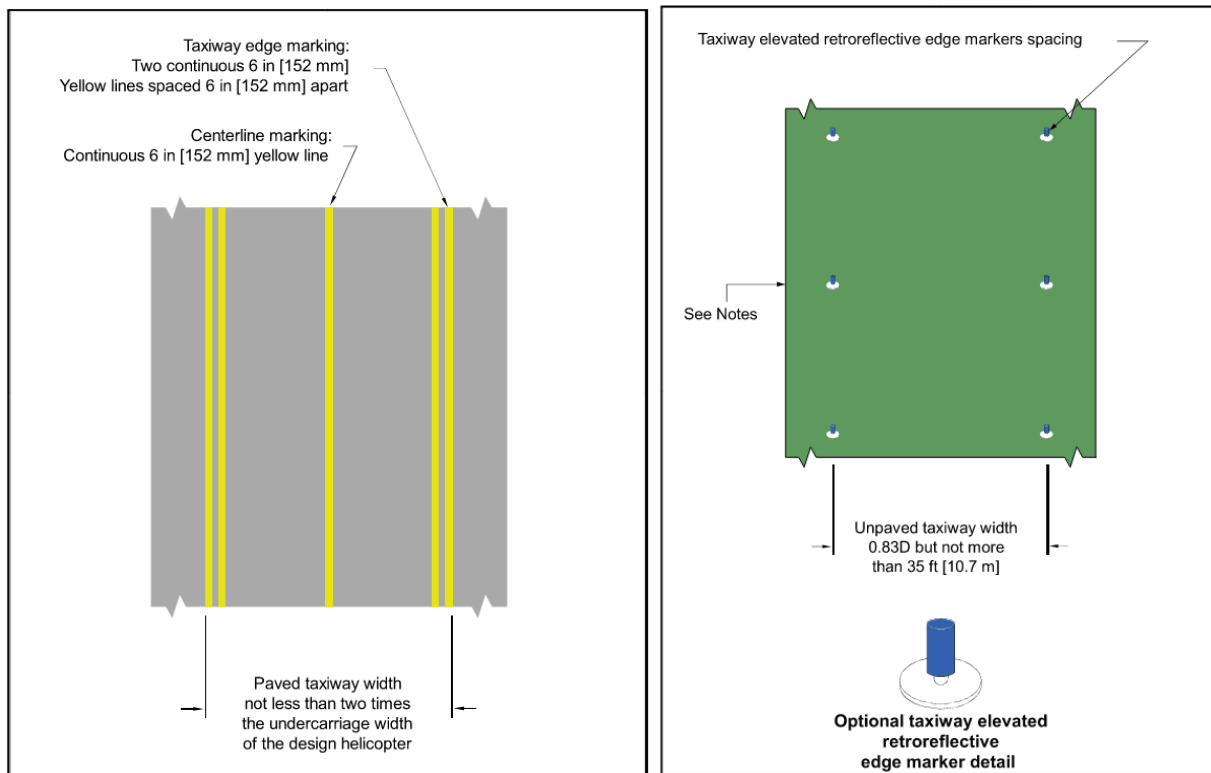 Taxiway edge marking:
Two continuous 6 in [152 mm]
Yellow lines spaced 6 in [152 mm] apart
Centerline marking:
Continuous 6 in [152 mm] yellow line
Paved taxiway width
not less than two times
the undercarriage width
of the design helicopter
Taxiway elevated retroreflective edge markers spacing
See Notes
Unpaved taxiway width
0.83D but not more
than 35 ft [10.7 m]
Optional taxiway elevated
retroreflective
edge marker detail